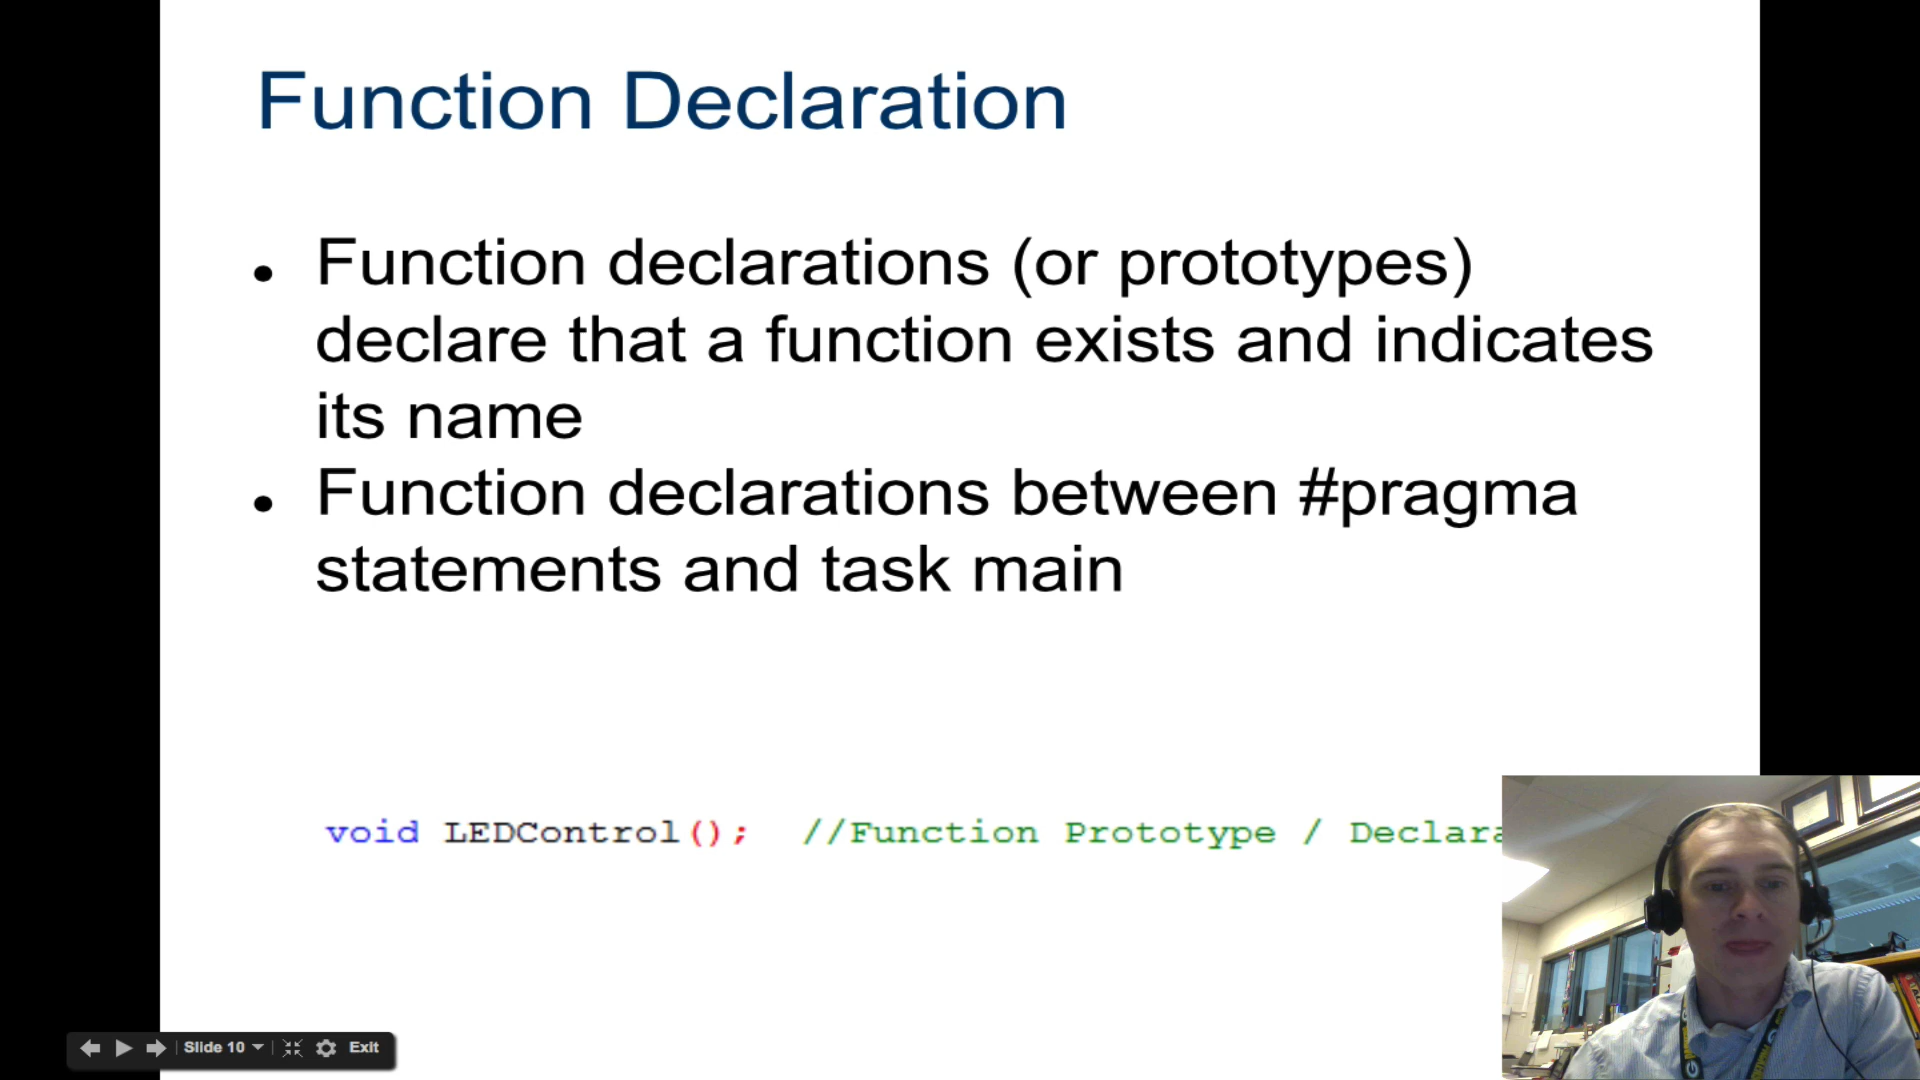 Function Declaration
Function declarations (or prototypes)
declare that a function exists and indicates
its name
Function declarations between #pragma
statements and task main
void LEDControl(); //Function Prototype / Declara
Slide 10
Exit